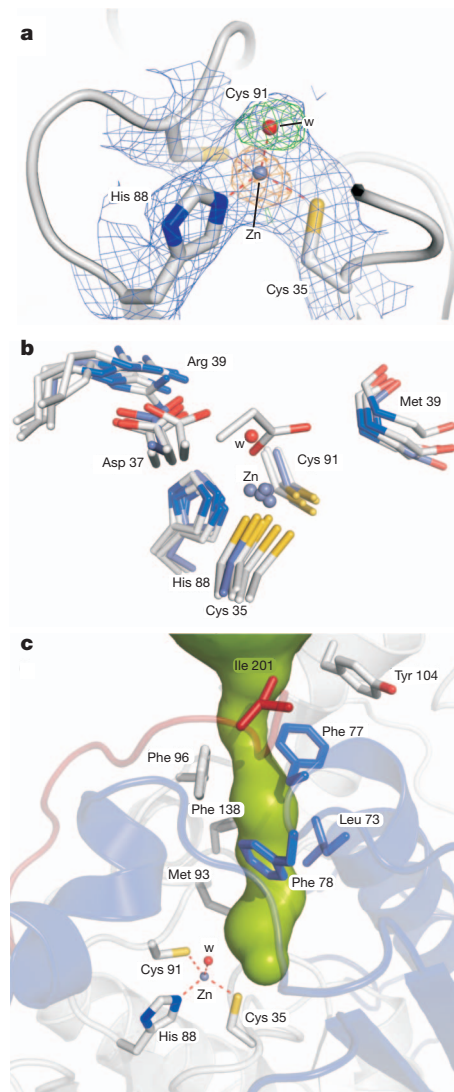 a
Cys 91
w
His 88
Zn
Cys 35
b
Arg 39
Met 39
w
Cys 91
Asp 37
Zn
His 88
Cys 35
c
Ile 201
Tyr 104
Phe 77
Phe 96
Phe 138
Leu 73
Met 93
Phe 78
w
Cys 91
Zn
Cys 35
His 88